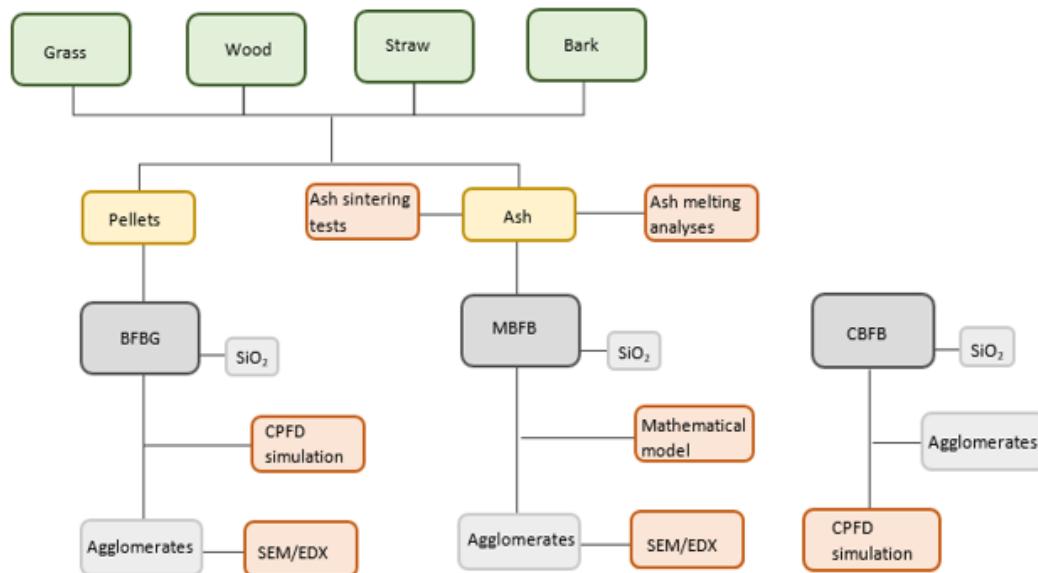 Grass
Wood
Straw
Bark
Pellets
Ash sintering
tests
Ash
Ash melting
analyses
BFBG
SiO₂
MBFB
SiO₂
CBFB
SiO₂
CPFD
simulation
Mathematical
model
Agglomerates
Agglomerates
SEM/EDX
Agglomerates
SEM/EDX
CPFD
simulation